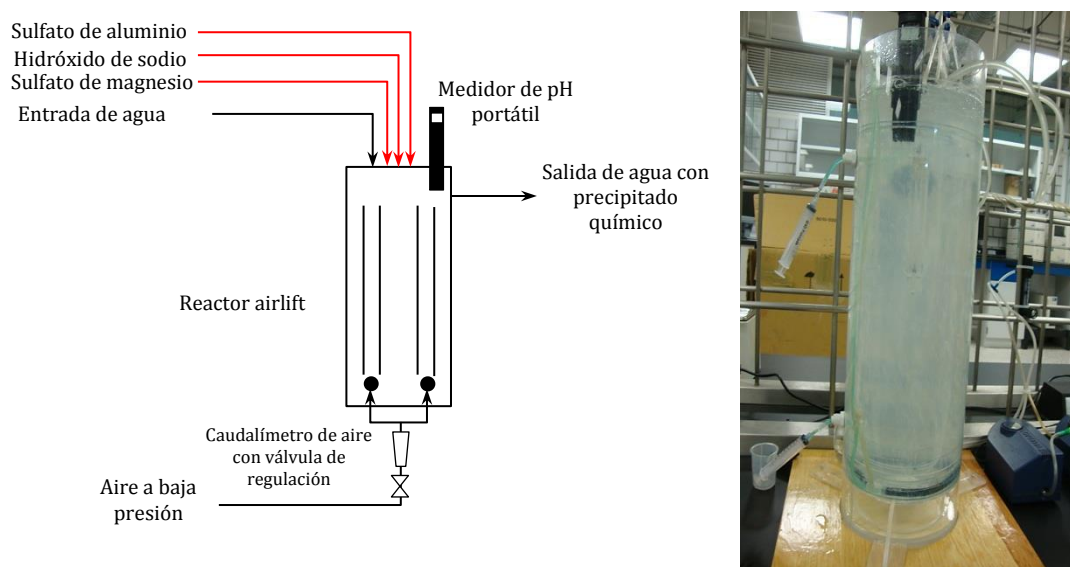 Sulfato de aluminio
Hidróxido de sodio
Sulfato de magnesio
Entrada de agua
Medidor de pH
portátil
Salida de agua con
precipitado
químico
Reactor airlift
Caudalímetro de aire
con válvula de
regulación
Aire a baja
presión